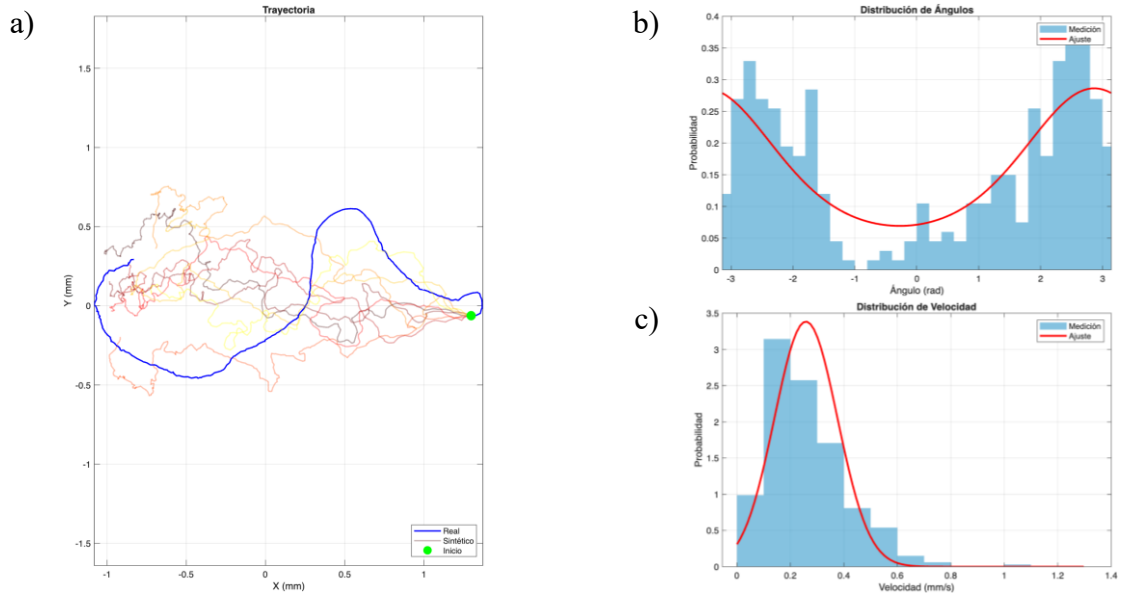 a)
Trayectoria
1.5
1
0.5
0
-0.5
-1
-1.5
Y (mm)
-1
-0.5
0
0.5
1
X (mm)
Real
Sintético
Inicio
b)
Distribución de Ángulos
0.4
0.35
0.3
0.25
0.2
0.15
0.1
0.05
0
Probabilidad
-3
-2
-1
0
1
2
3
Ángulo (rad)
Medición
Ajuste
c)
Distribución de Velocidad
3.5
3
2.5
2
1.5
1
0.5
0
Probabilidad
0
0.2
0.4
0.6
0.8
1
1.2
1.4
Velocidad (mm/s)
Medición
Ajuste